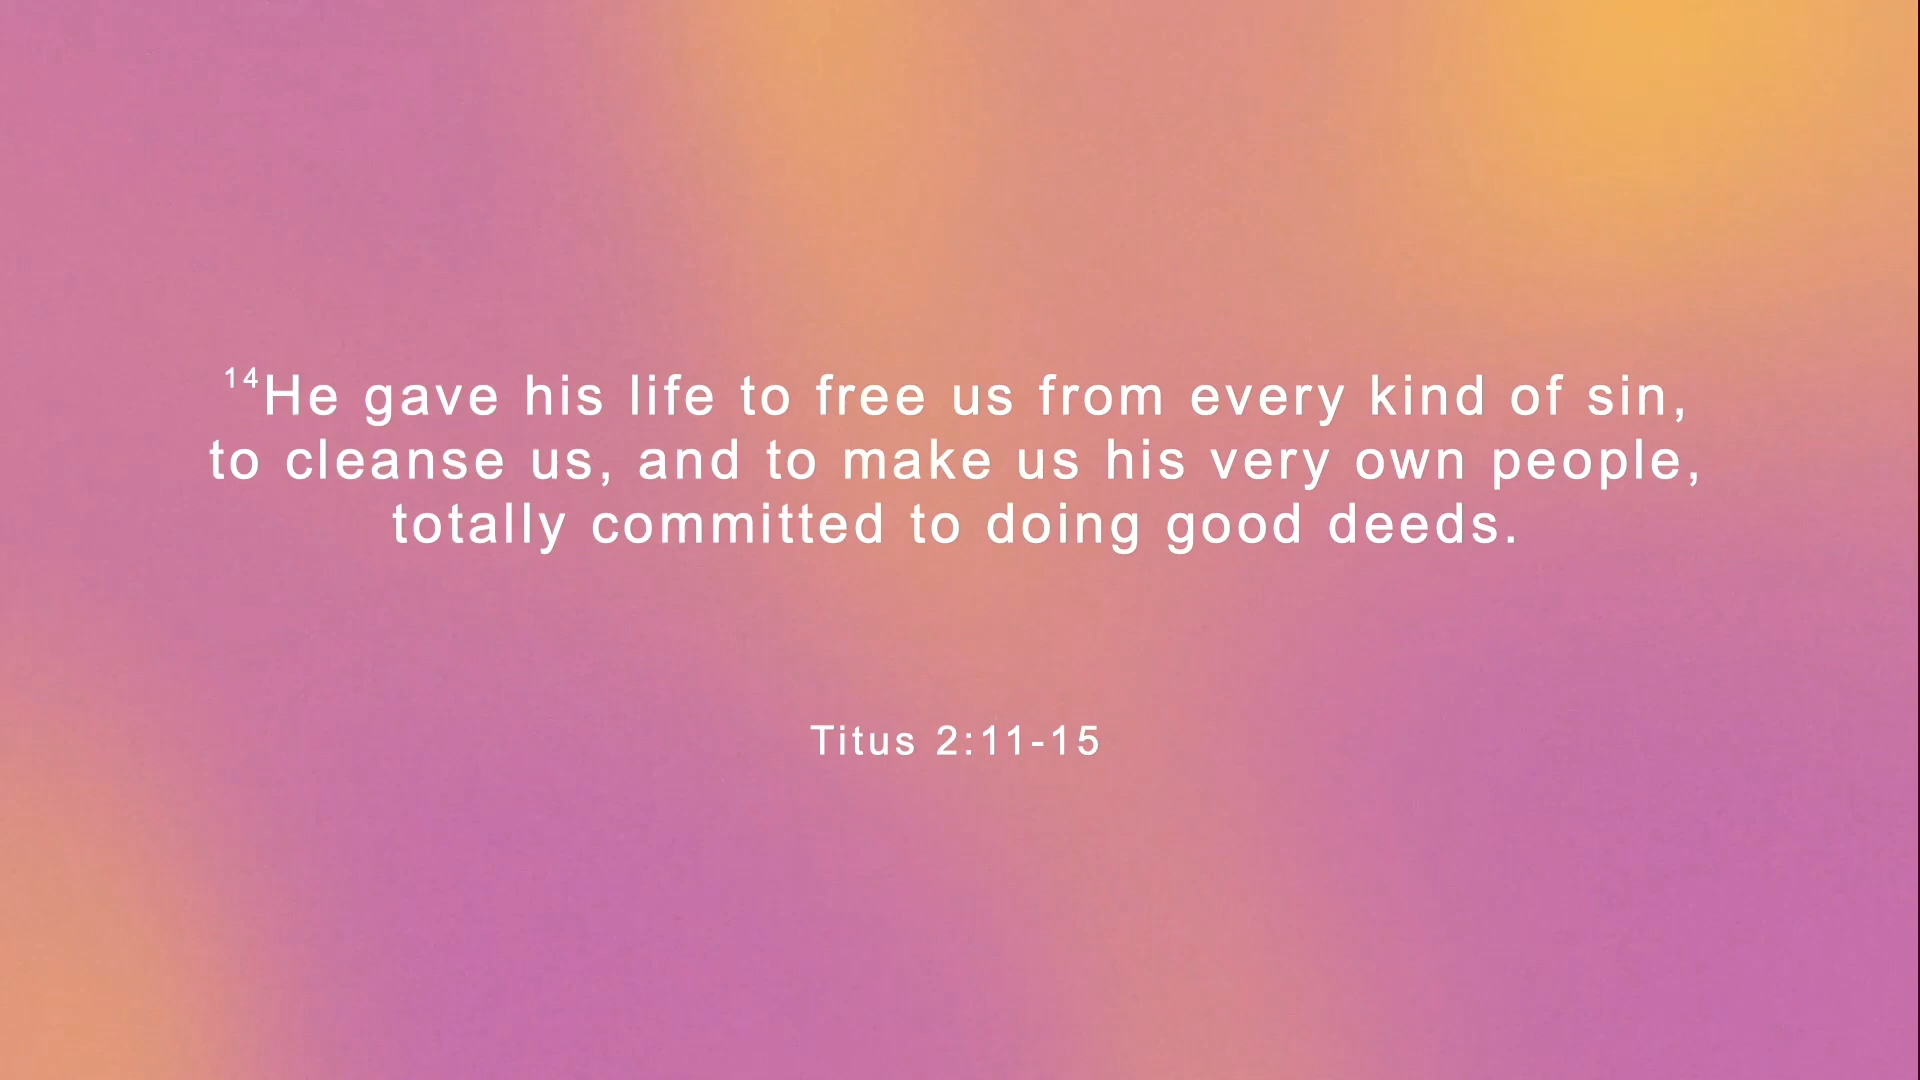 14He gave his life to free us from every kind of sin,
to cleanse us, and to make us his very own people,
totally committed to doing good deeds.
Titus 2:11-15